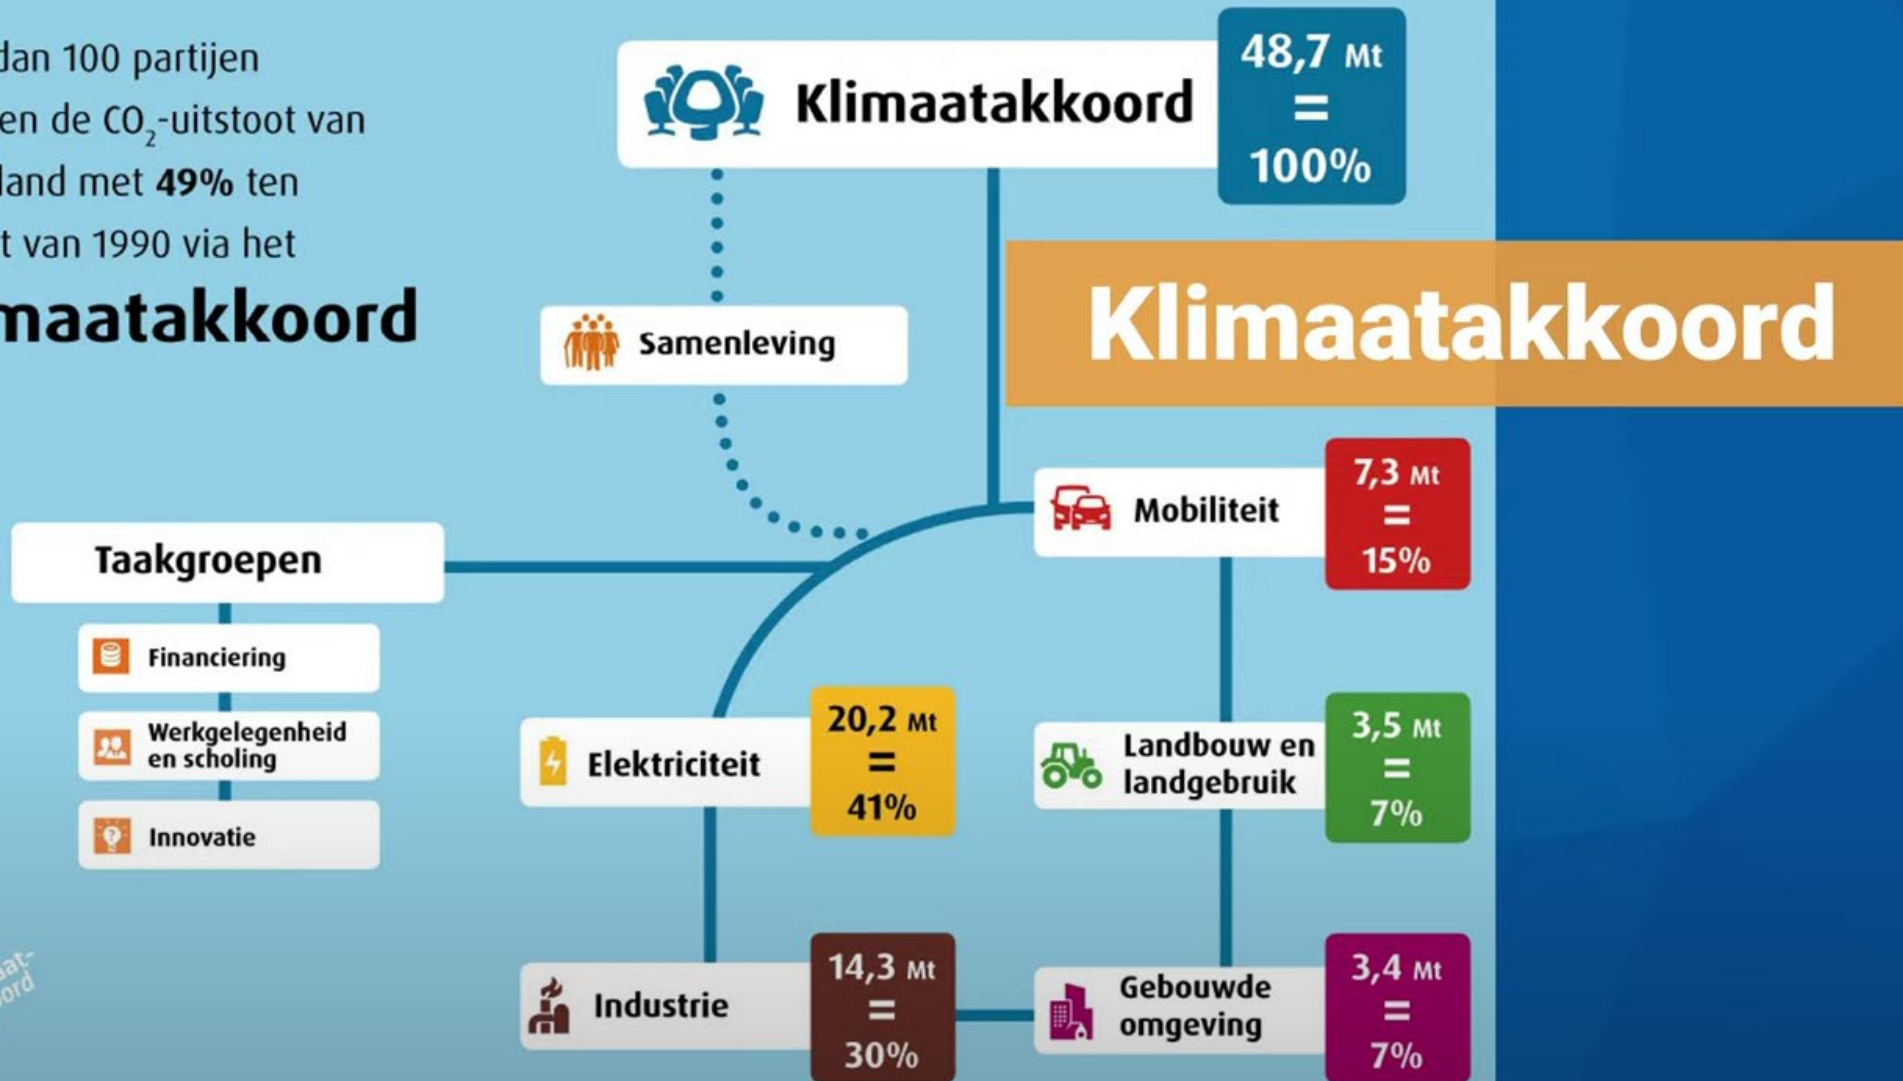 dan 100 partijen
en de CO₂-uitstoot van
land met 49% ten
t van 1990 via het
maatakkoord
Klimaatakkoord
48,7 Mt
=
100%
Samenleving
Klimaatakkoord
Taakgroepen
Financiering
Werkgelegenheid
en scholing
Innovatie
Mobiliteit
7,3 Mt
=
15%
Elektriciteit
20,2 Mt
=
41%
Landbouw en
landgebruik
3,5 Mt
=
7%
Industrie
14,3 Mt
=
30%
Gebouwde
omgeving
3,4 Mt
=
7%
aat-
ord